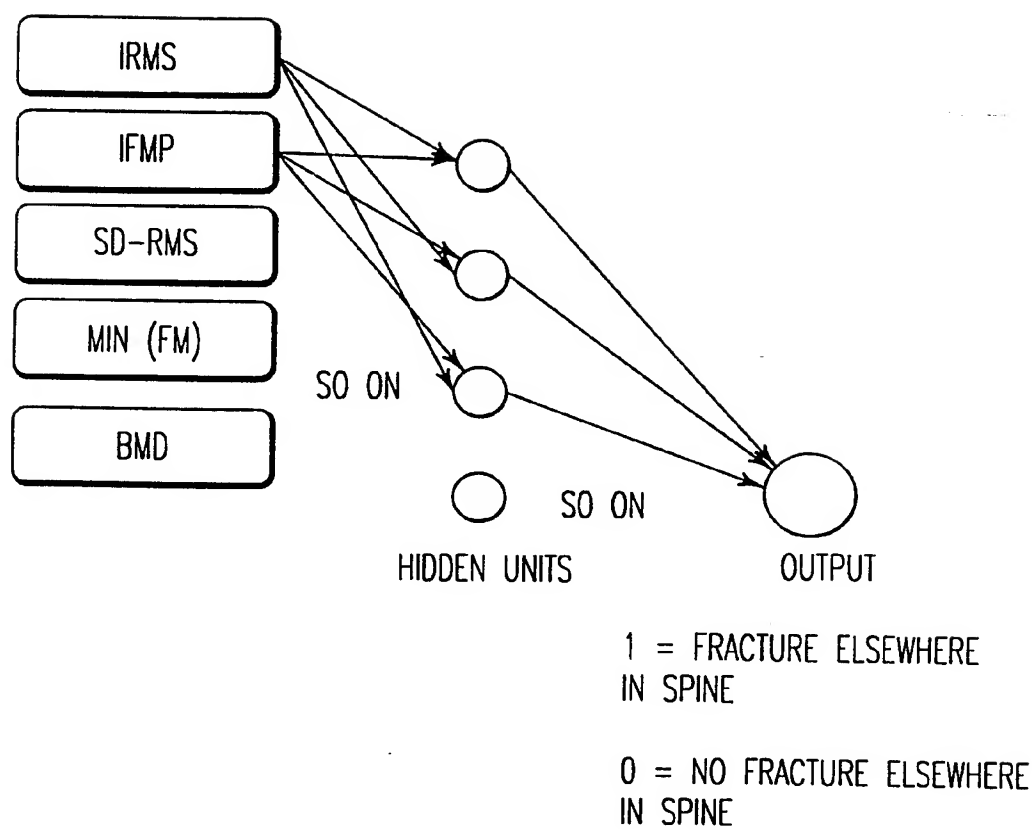 IRMS
IFMP
SD-RMS
MIN (FM)
BMD
SO ON
SO ON
HIDDEN UNITS
OUTPUT
1 = FRACTURE ELSEWHERE
IN SPINE
0 = NO FRACTURE ELSEWHERE
IN SPINE